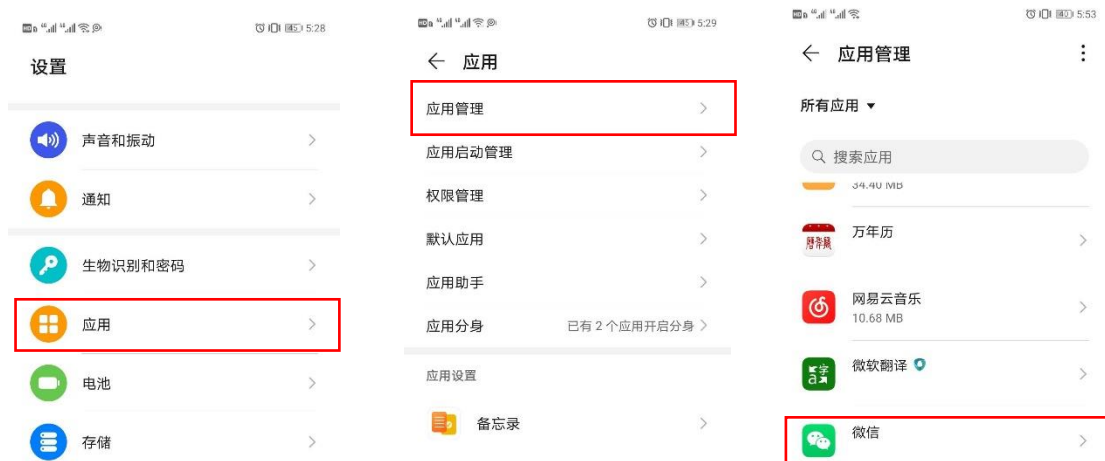 5:28
设置
声音和振动
通知
生物识别和密码
应用
电池
存储
5:29
应用
应用管理
应用启动管理
权限管理
默认应用
应用助手
应用分身 已有 2 个应用开启分身
应用设置
备忘录
5:53
应用管理
所有应用
搜索应用
34.40 MB
万年历
网易云音乐
10.68 MB
微软翻译
微信